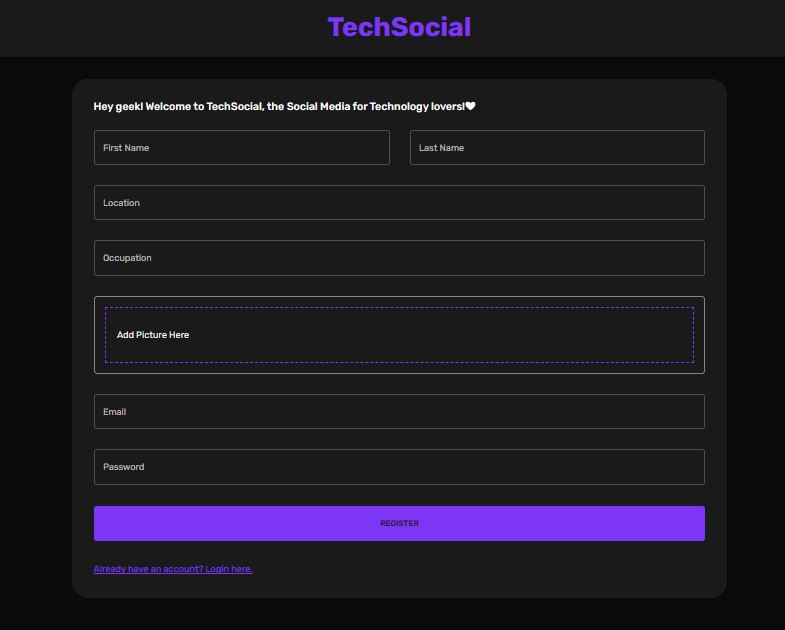 TechSocial
Hey geek! Welcome to TechSocial, the Social Media for Technology lovers!🖤
First Name
Last Name
Location
Occupation
Add Picture Here
Email
Password
REGISTER
Already have an account? Login here.